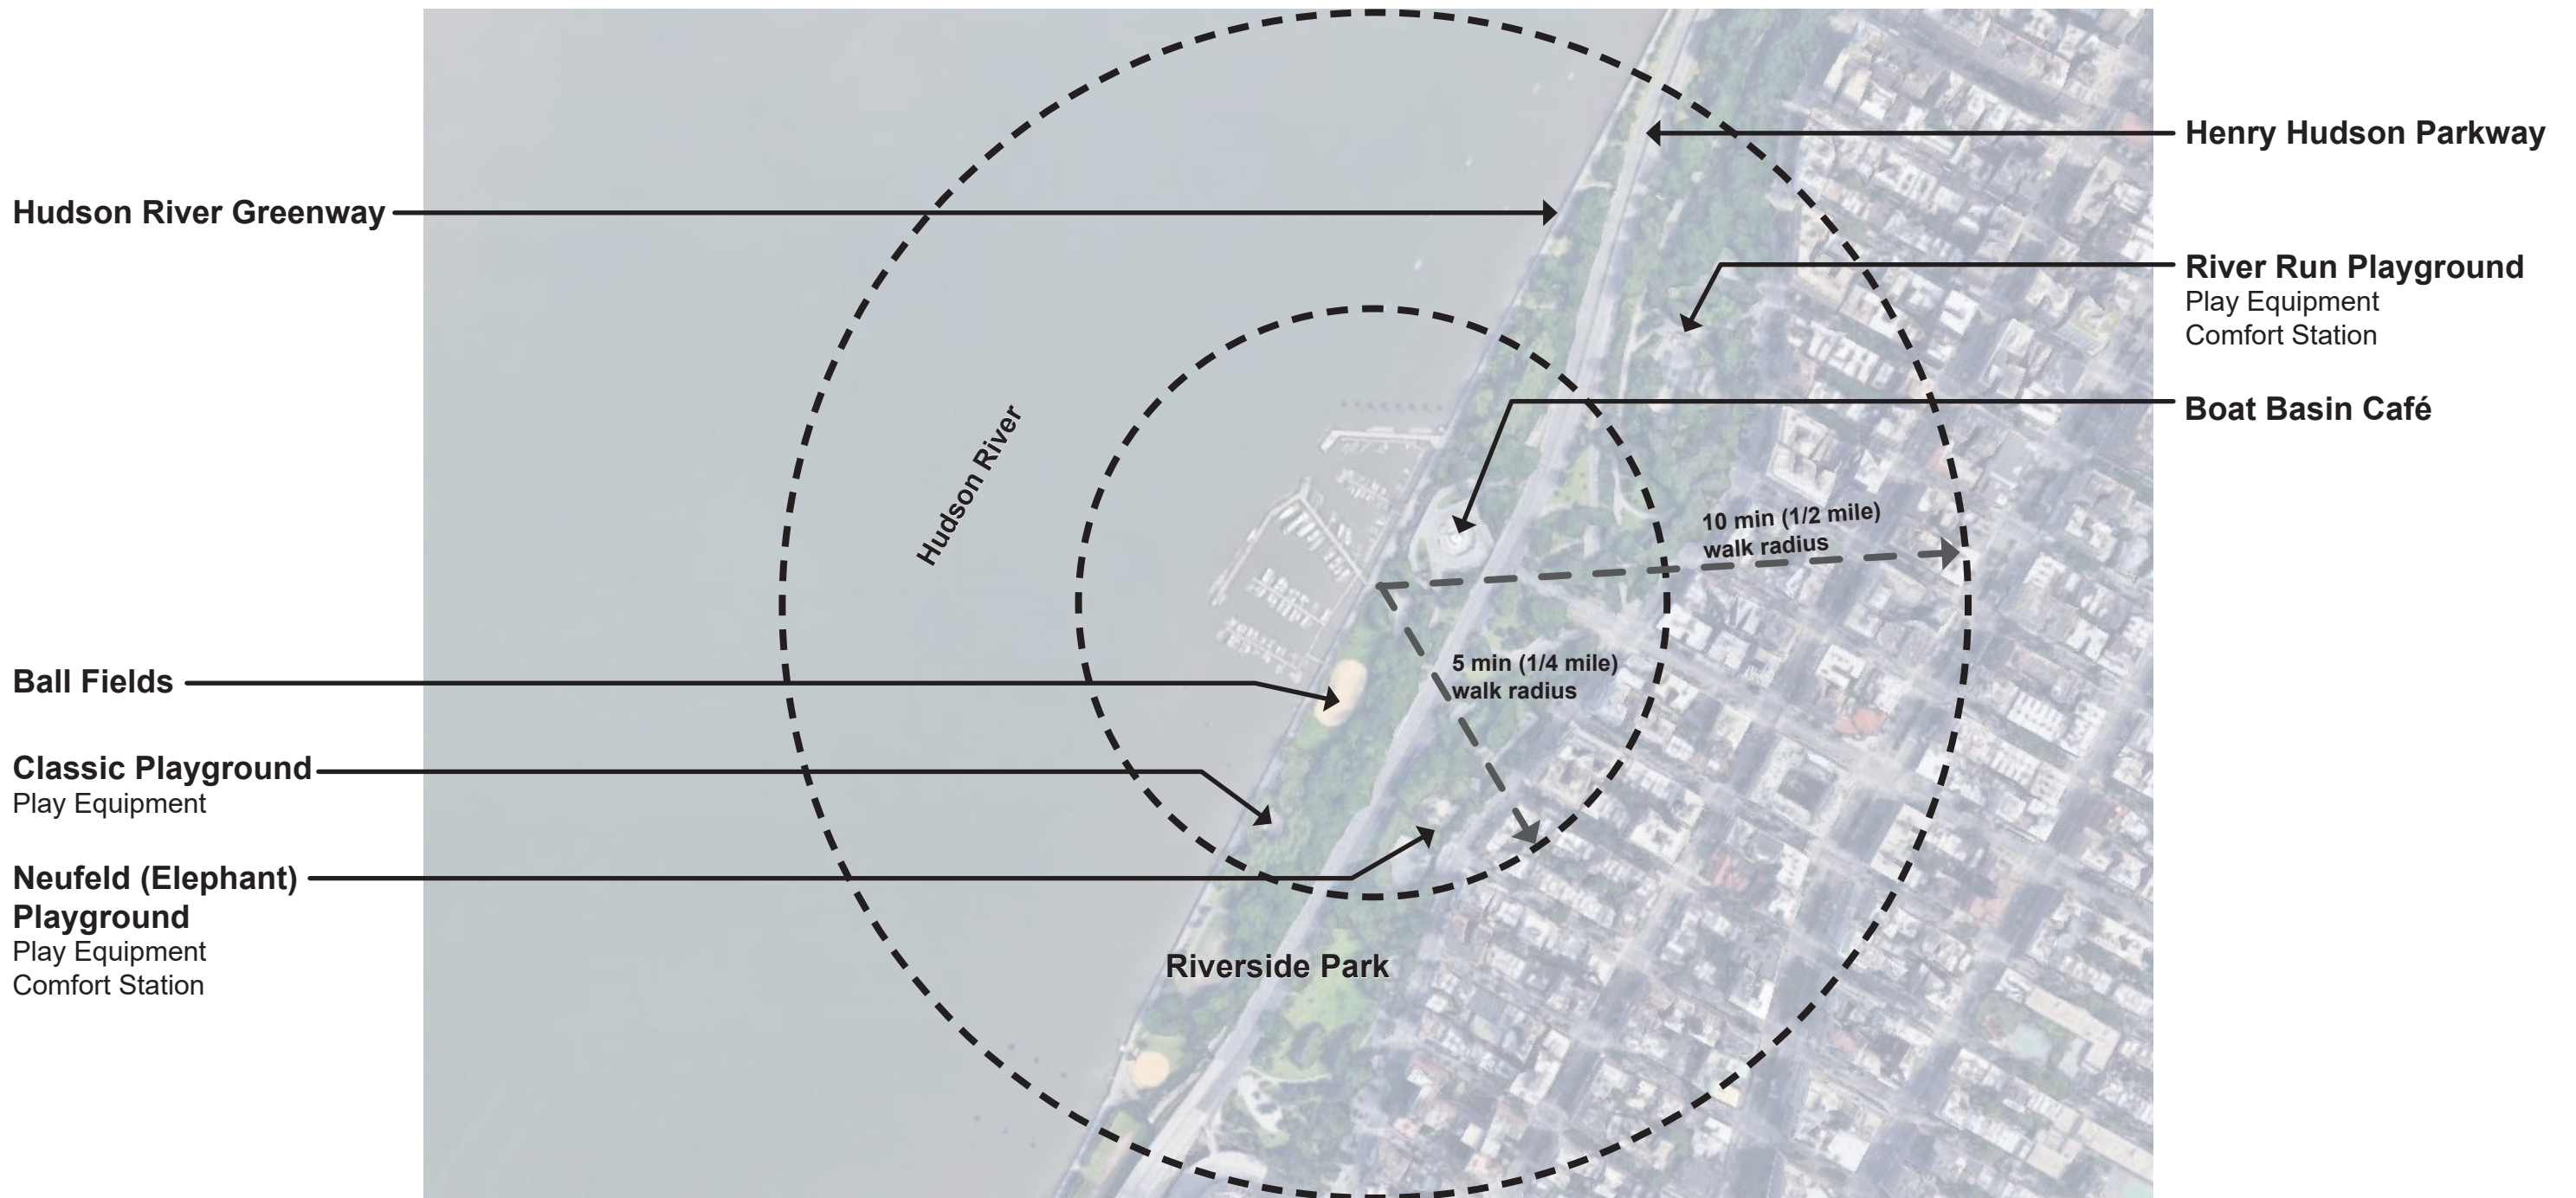 Henry Hudson Parkway
Hudson River Greenway
River Run Playground
Play Equipment
Comfort Station
Boat Basin Café
Hudson River
10 min (1/2 mile)
walk radius
5 min (1/4 mile)
walk radius
Ball Fields
Classic Playground
Play Equipment
Neufeld (Elephant)
Playground
Play Equipment
Comfort Station
Riverside Park